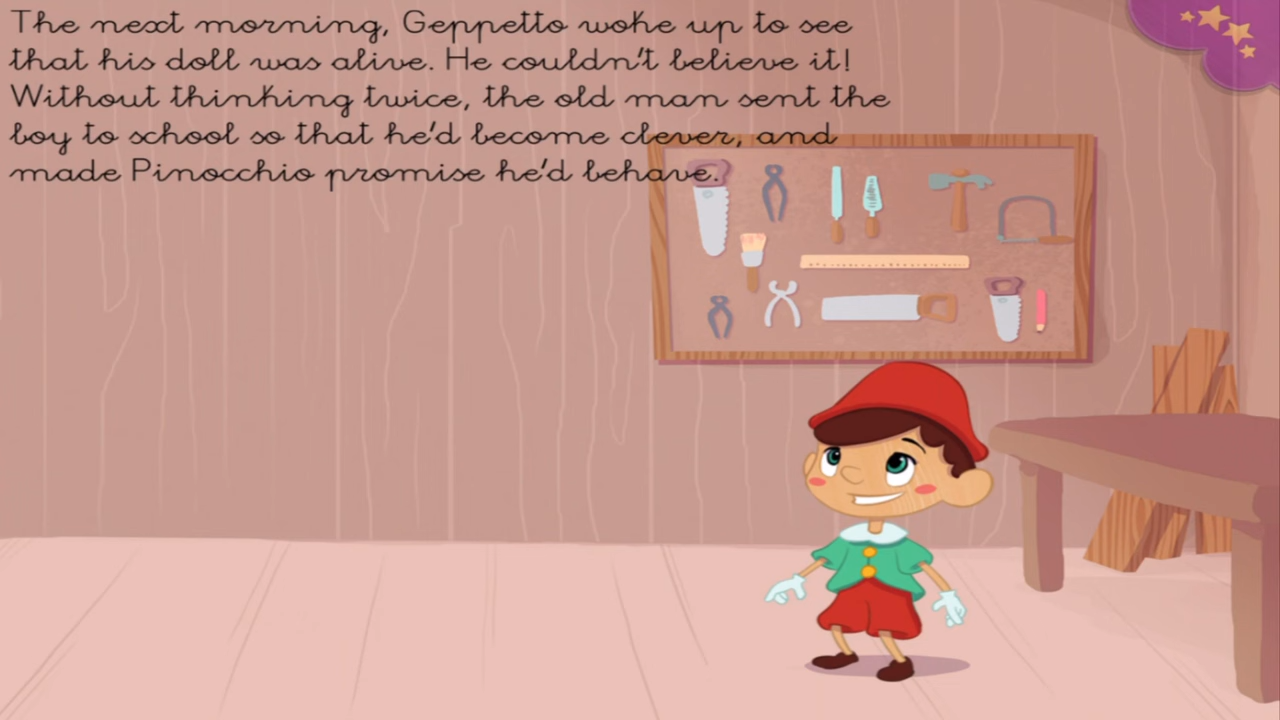 The next morning, Geppetto woke up to see
that his doll was alive. He couldn't believe it!
Without thinking twice, the old man sent the
boy to school so that he'd become clever, and
made Pinocchio promise he'd behave.